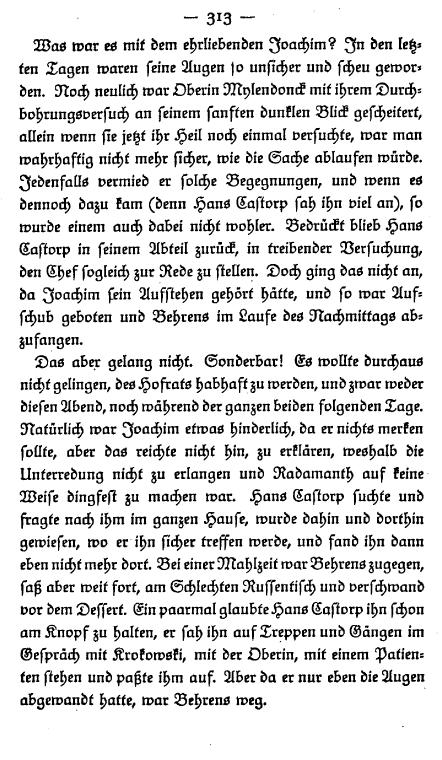 — 313 —
Was war es mit dem ehrliebenden Joachim? In den letz-
ten Tagen waren seine Augen so unsicher und scheu gewor-
den. Noch neulich war Oberin Mylendonck mit ihrem Durch-
bohrungsversuch an seinem sanften dunklen Blick gescheitert,
allein wenn sie jetzt ihr Heil noch einmal versuchte, war man
wahrhaftig nicht mehr sicher, wie die Sache ablaufen würde.
Jedenfalls vermied er solche Begegnungen, und wenn es
dennoch dazu kam (denn Hans Castorp sah ihn viel an), so
wurde einem auch dabei nicht wohler. Bedrückt blieb Hans
Castorp in seinem Abteil zurück, in treibender Versuchung,
den Chef sogleich zur Rede zu stellen. Doch ging das nicht an,
da Joachim sein Aufstehen gehört hätte, und so war Auf-
schub geboten und Behrens im Laufe des Nachmittags ab-
zufangen.
Das aber gelang nicht. Sonderbar! Es wollte durchaus
nicht gelingen, des Hofrats habhaft zu werden, und zwar weder
diesen Abend, noch während der ganzen beiden folgenden Tage.
Natürlich war Joachim etwas hinderlich, da er nichts merken
sollte, aber das reichte nicht hin, zu erklären, weshalb die
Unterredung nicht zu erlangen und Radamanth auf keine
Weise dingfest zu machen war. Hans Castorp suchte und
fragte nach ihm im ganzen Hause, wurde dahin und dorthin
gewiesen, wo er ihn sicher treffen werde, und fand ihn dann
eben nicht mehr dort. Bei einer Mahlzeit war Behrens zugegen,
saß aber weit fort, am Schlechten Russentisch und verschwand
vor dem Dessert. Ein paarmal glaubte Hans Castorp ihn schon
am Knopf zu halten, er sah ihn auf Treppen und Gängen im
Gespräch mit Krokowski, mit der Oberin, mit einem Patien-
ten stehen und paßte ihm auf. Aber da er nur eben die Augen
abgewandt hatte, war Behrens weg.